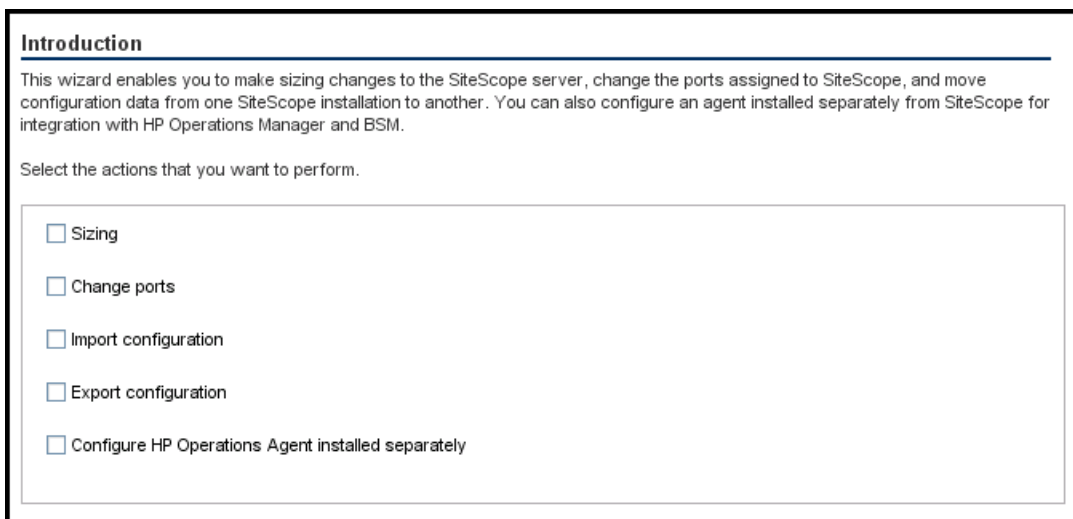 Introduction
This wizard enables you to make sizing changes to the SiteScope server, change the ports assigned to SiteScope, and move
configuration data from one SiteScope installation to another. You can also configure an agent installed separately from SiteScope for
integration with HP Operations Manager and BSM.
Select the actions that you want to perform.
Sizing
Change ports
Import configuration
Export configuration
Configure HP Operations Agent installed separately